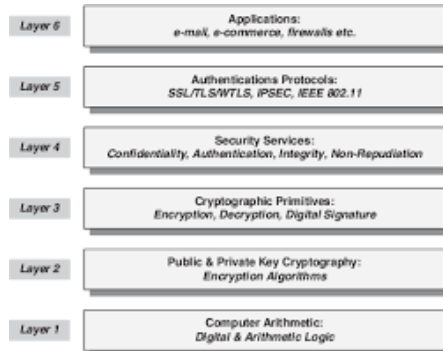 Layer 6
Applications:
e-mail, e-commerce, firewalls etc.
Layer 5
Authentications Protocols:
SSL/TLS/WTLS, IPSEC, IEEE 802.11
Layer 4
Security Services:
Confidentiality, Authentication, Integrity, Non-Repudiation
Layer 3
Cryptographic Primitives:
Encryption, Decryption, Digital Signature
Layer 2
Public & Private Key Cryptography:
Encryption Algorithms
Layer 1
Computer Arithmetic:
Digital & Arithmetic Logic